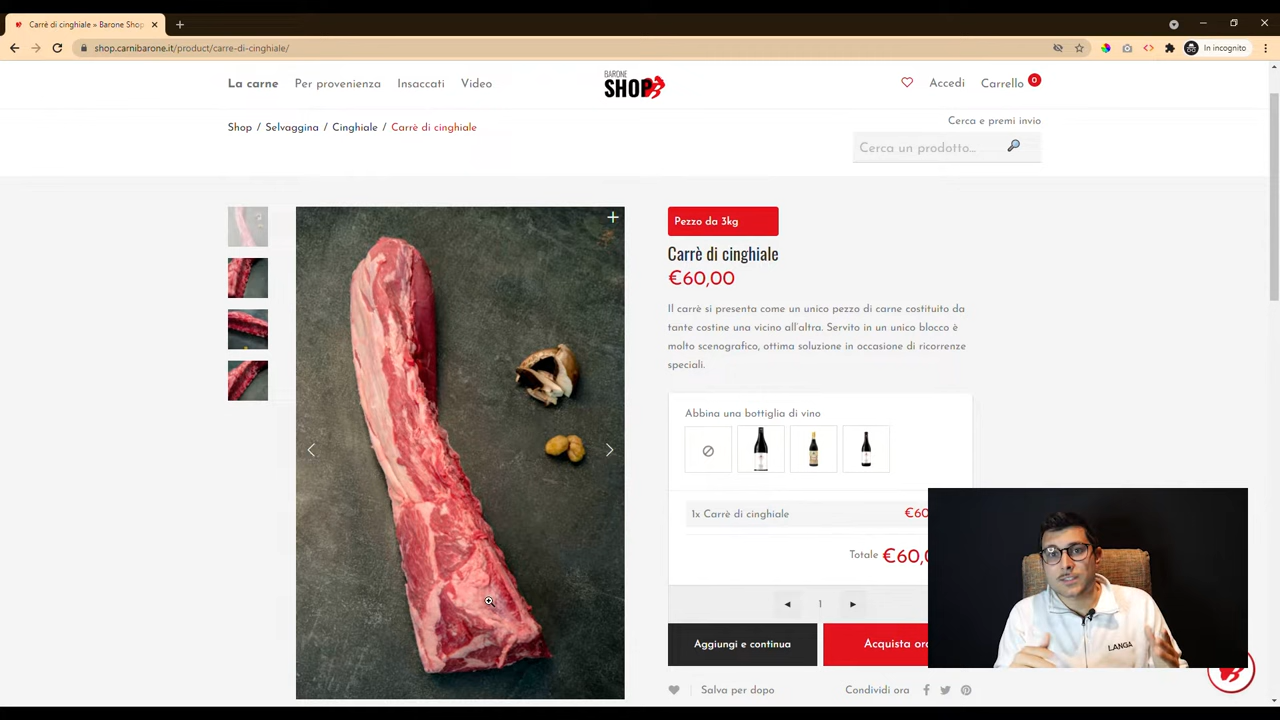 Carrè di cinghiale » Barone Shop
shop.carnibarone.it/product/carre-di-cinghiale/
In incognito
La carne
Per provenienza
Insaccati
Video
BARONE
SHOP
Accedi
Carrello
0
Shop / Selvaggina / Cinghiale / Carrè di cinghiale
Cerca e premi invio
Cerca un prodotto...
Pezzo da 3kg
Carrè di cinghiale
€60,00
Il carrè si presenta come un unico pezzo di carne costituito da
tante costine una vicino all'altra. Servito in un unico blocco è
molto scenografico, ottima soluzione in occasione di ricorrenze
speciali.
Abbina una bottiglia di vino
1x Carrè di cinghiale
€60
Totale €60,0
1
Aggiungi e continua
Acquista ora
Salva per dopo
Condividi ora
LANGA